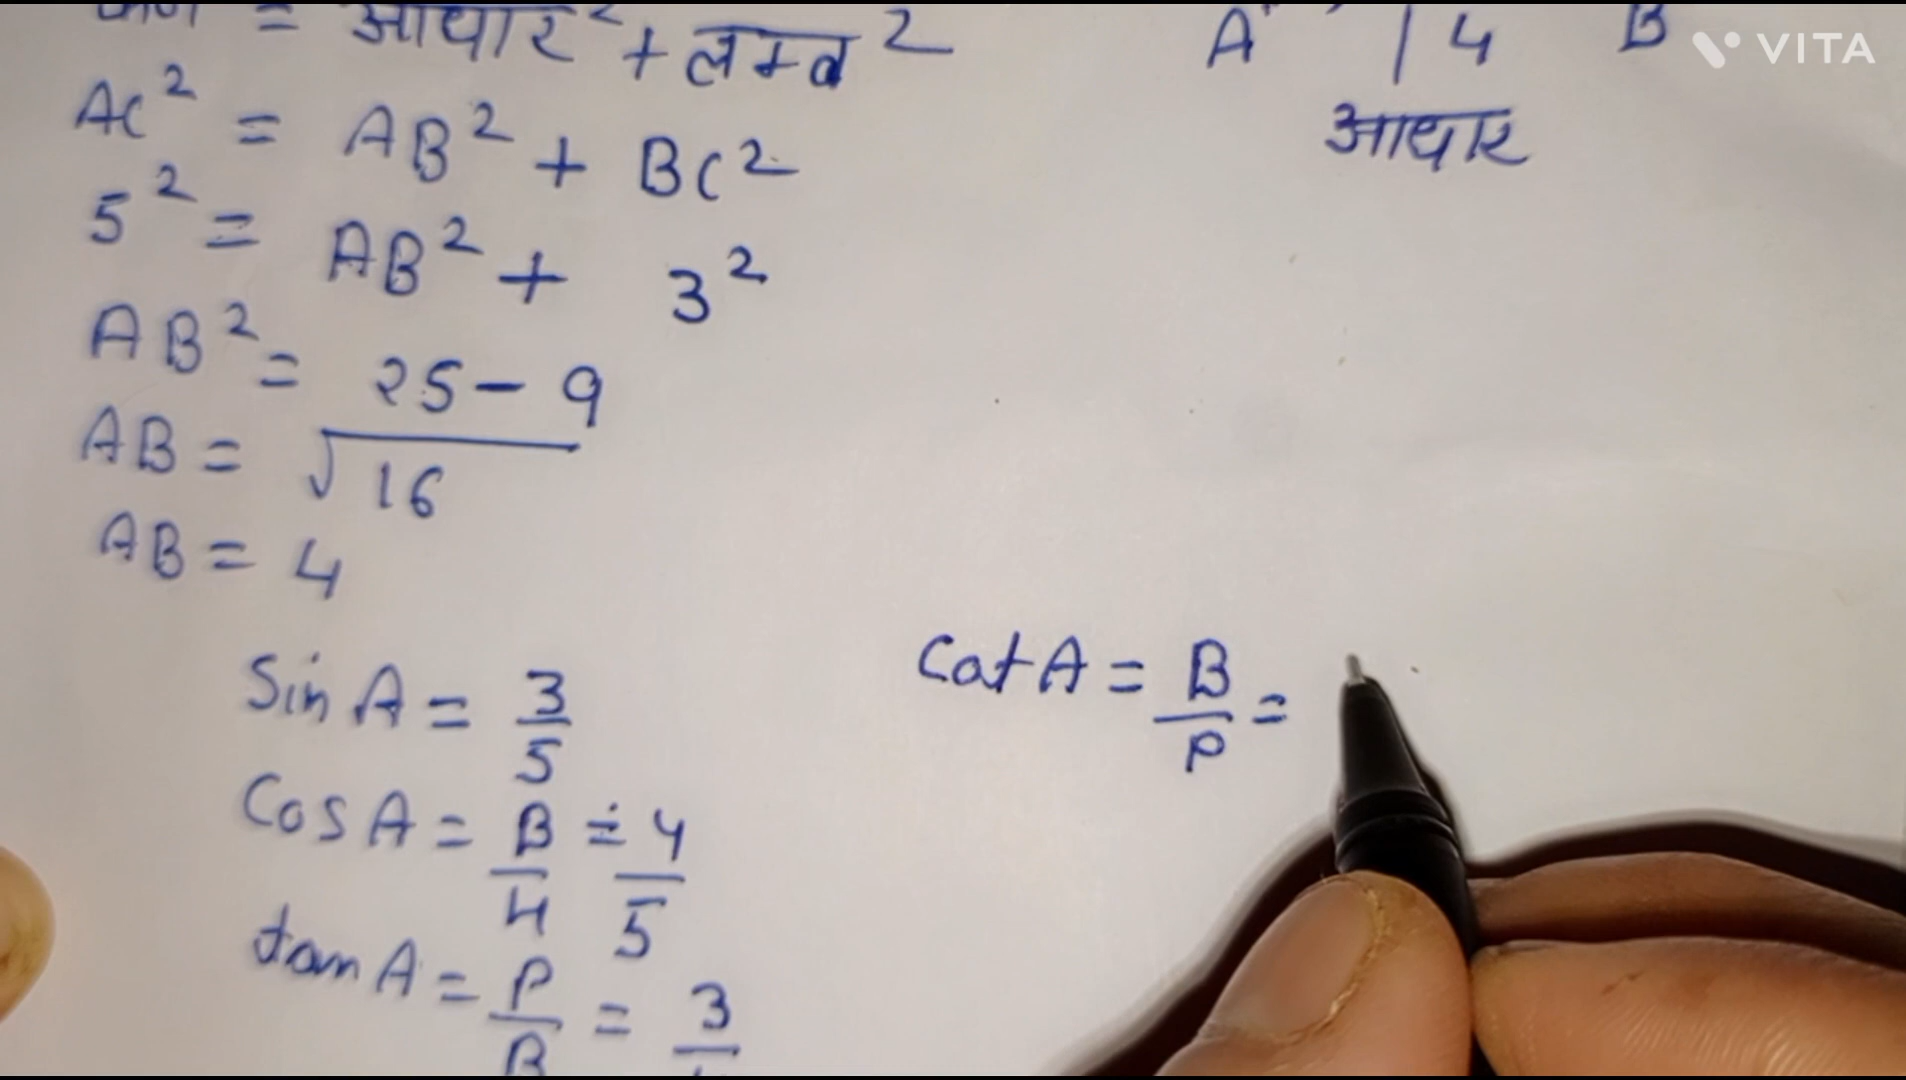 = आधार² + लम्ब²
AC² = AB² + BC²
5² = AB² + 3²
AB² = 25 - 9
AB = √16
AB = 4
Sin A = 3/5
Cos A = B/H = 4/5
tan A = P/B = 3
A 4 B
आधार
Cot A = B/P =
VITA